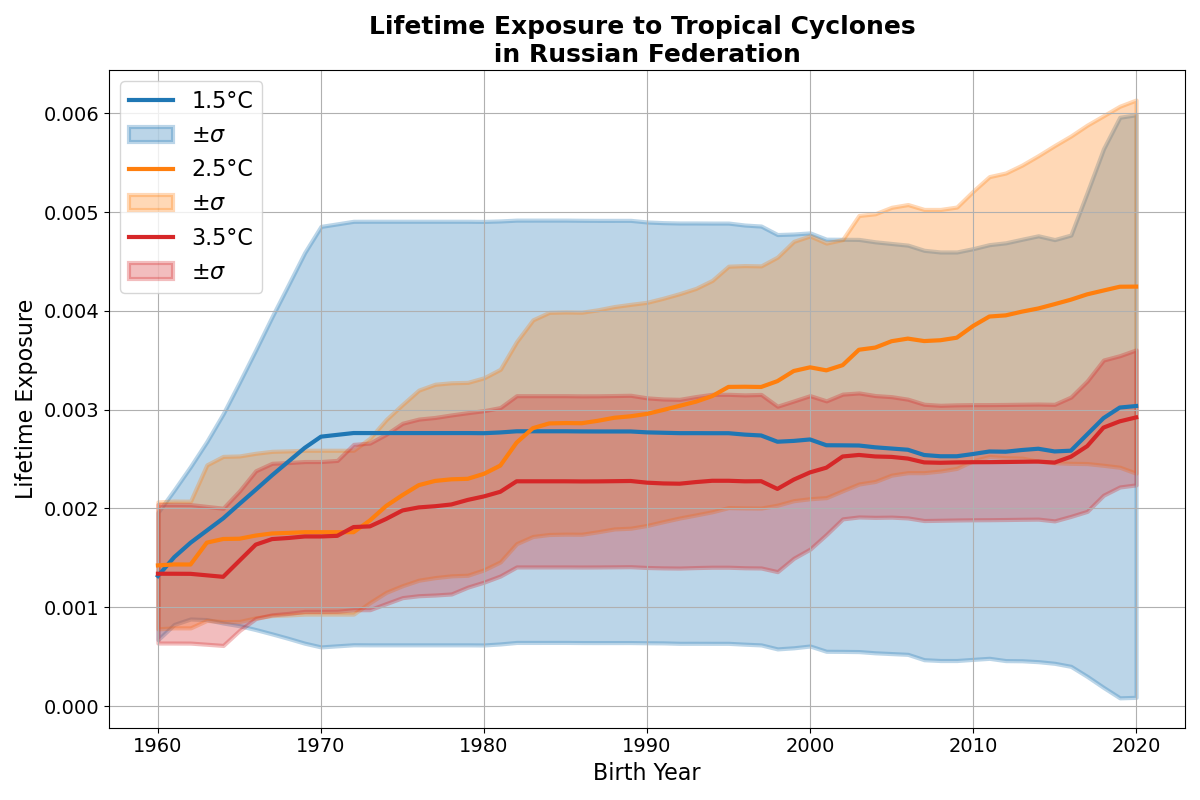 Lifetime Exposure to Tropical Cyclones
in Russian Federation
1.5°C
±σ
2.5°C
±σ
3.5°C
±σ
Lifetime Exposure
0.006
0.005
0.004
0.003
0.002
0.001
0.000
1960 1970 1980 1990 2000 2010 2020
Birth Year